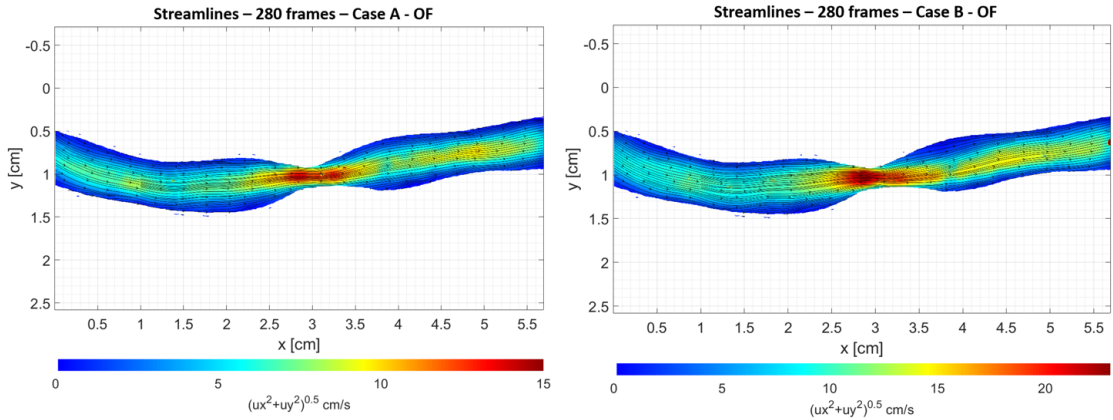 Streamlines – 280 frames – Case A - OF
-0.5
0
0.5
1
1.5
2
2.5
y [cm]
0.5 1 1.5 2 2.5 3 3.5 4 4.5 5 5.5
x [cm]
0 5 10 15
(ux²+uy²)⁰·⁵ cm/s
Streamlines – 280 frames – Case B - OF
-0.5
0
0.5
1
1.5
2
2.5
y [cm]
0.5 1 1.5 2 2.5 3 3.5 4 4.5 5 5.5
x [cm]
0 5 10 15 20
(ux²+uy²)⁰·⁵ cm/s